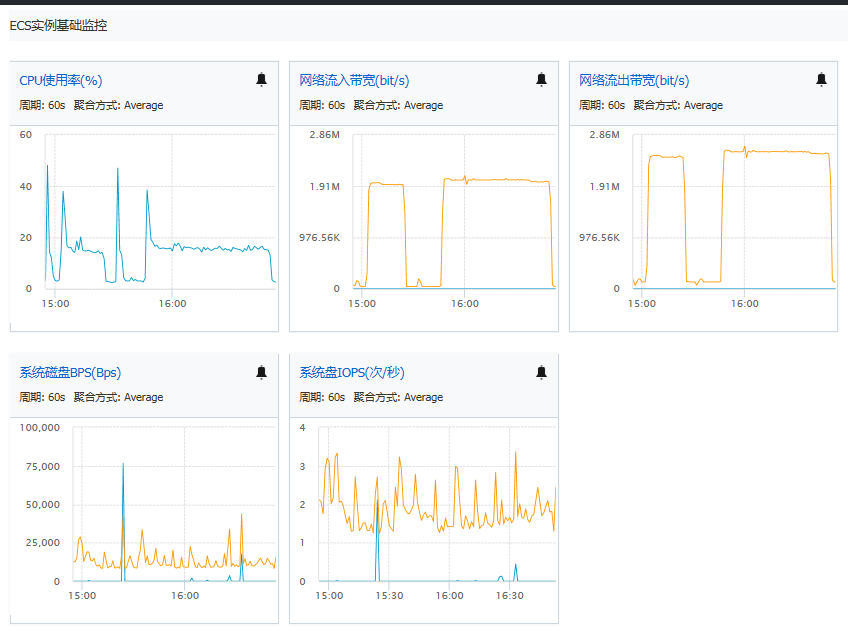 ECS实例基础监控
CPU使用率(%)
周期: 60s 聚合方式: Average
60
40
20
0
15:00 16:00
网络流入带宽(bit/s)
周期: 60s 聚合方式: Average
2.86M
1.91M
976.56K
0
15:00 16:00
网络流出带宽(bit/s)
周期: 60s 聚合方式: Average
2.86M
1.91M
976.56K
0
15:00 16:00
系统磁盘BPS(Bps)
周期: 60s 聚合方式: Average
100,000
75,000
50,000
25,000
0
15:00 16:00
系统盘IOPS(次/秒)
周期: 60s 聚合方式: Average
4
3
2
1
0
15:00 15:30 16:00 16:30